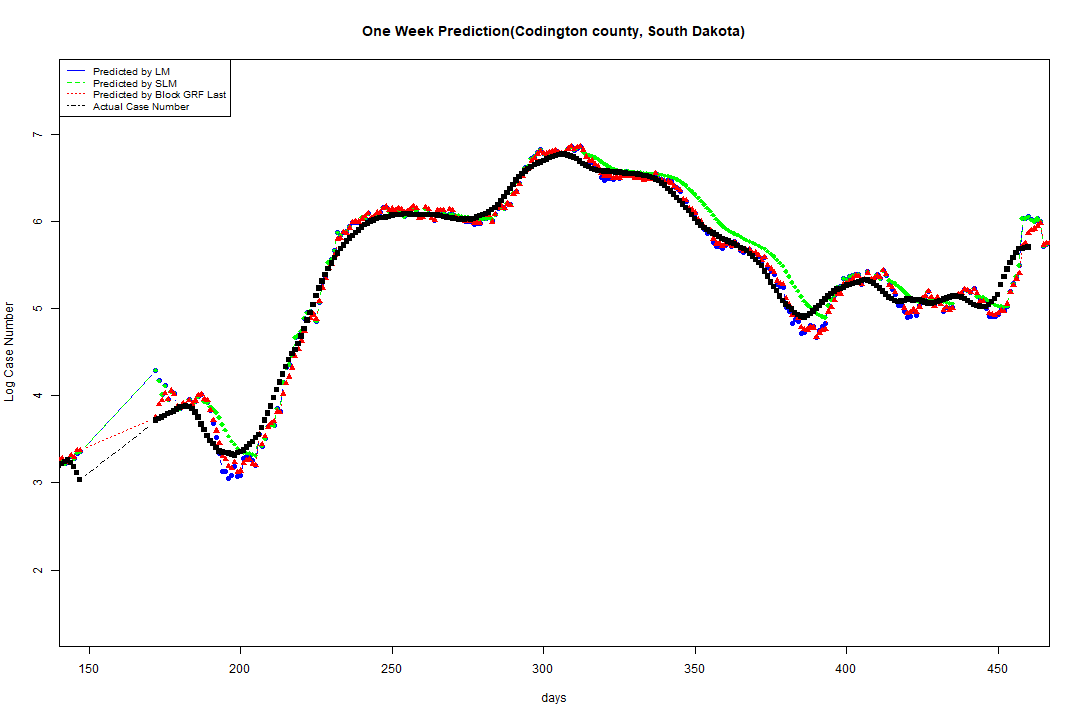 One Week Prediction(Codington county, South Dakota)
Predicted by LM
Predicted by SLM
Predicted by Block GRF Last
Actual Case Number
7
6
5
4
3
2
Log Case Number
150 200 250 300 350 400 450
days